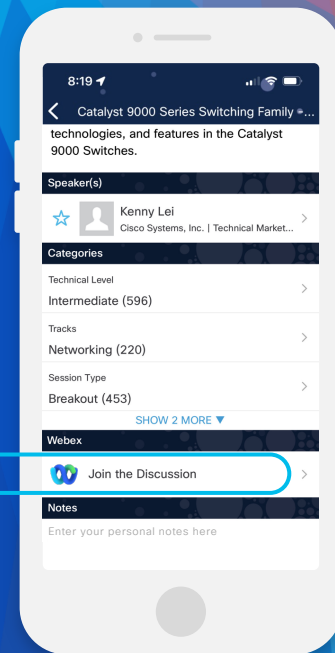 8:19
Catalyst 9000 Series Switching Family ...
technologies, and features in the Catalyst
9000 Switches.
Speaker(s)
Kenny Lei
Cisco Systems, Inc. | Technical Market...
Categories
Technical Level
Intermediate (596)
Tracks
Networking (220)
Session Type
Breakout (453)
SHOW 2 MORE ▼
Webex
Join the Discussion
Notes
Enter your personal notes here